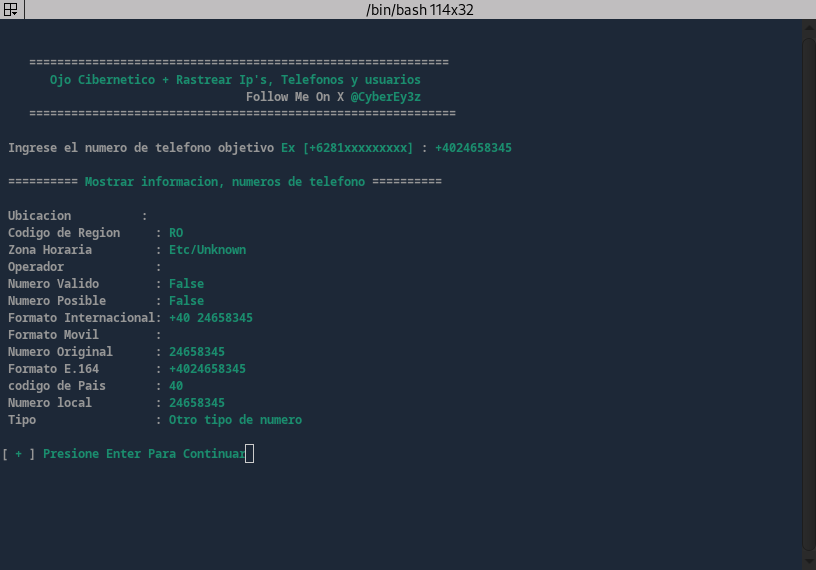 /bin/bash 114x32
============================================================
Ojo Cibernetico + Rastrear Ip's, Telefonos y usuarios
Follow Me On X @CyberEy3z
=============================================================
Ingrese el numero de telefono objetivo Ex [+6281xxxxxxxxx] : +4024658345
========== Mostrar informacion, numeros de telefono ==========
Ubicacion          :
Codigo de Region     : RO
Zona Horaria         : Etc/Unknown
Operador             :
Numero Valido        : False
Numero Posible       : False
Formato Internacional: +40 24658345
Formato Movil        :
Numero Original      : 24658345
Formato E.164        : +4024658345
codigo de Pais       : 40
Numero local         : 24658345
Tipo                 : Otro tipo de numero
[ + ] Presione Enter Para Continuar